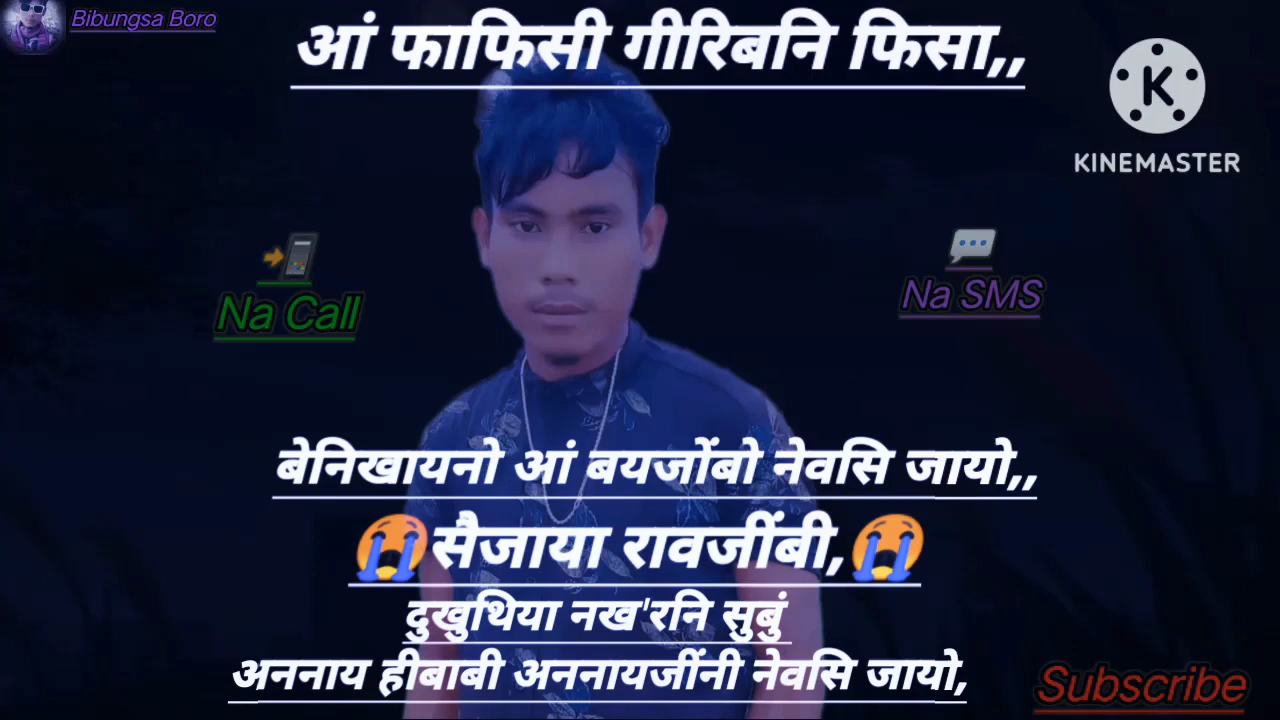 Bibungsa Boro
आं फाफिसी गीरिबनि फिसा,,
KINEMASTER
Na Call
Na SMS
बेनिखायनो आं बयजोंबो नेवसि जायो,,
😭सैजाया रावजींबी,😭
दुखुथिया नख'रनि सुबुं
अननाय हीबाबी अननायजींनी नेवसि जायो,
Subscribe